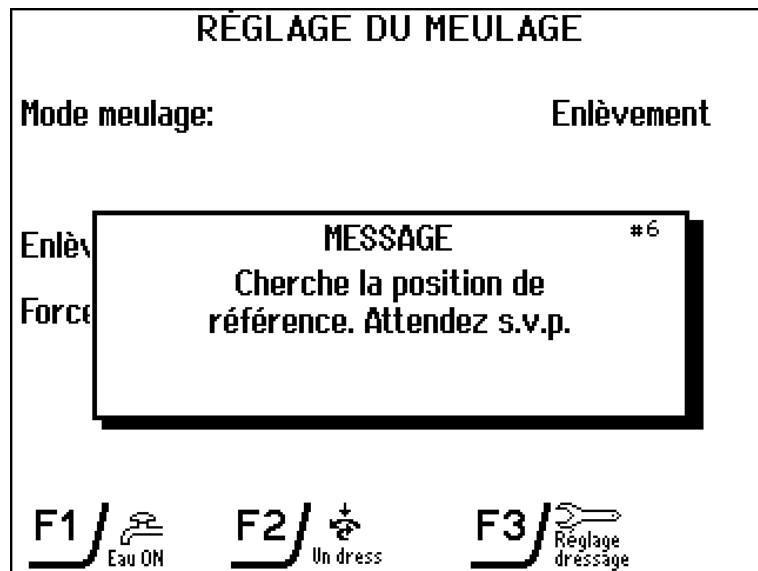 RÉGLAGE DU MEULAGE
Mode meulage: Enlèvement
MESSAGE #6
Cherche la position de
référence. Attendez s.v.p.
F1 Eau ON F2 Un dress F3 Réglage
dressage